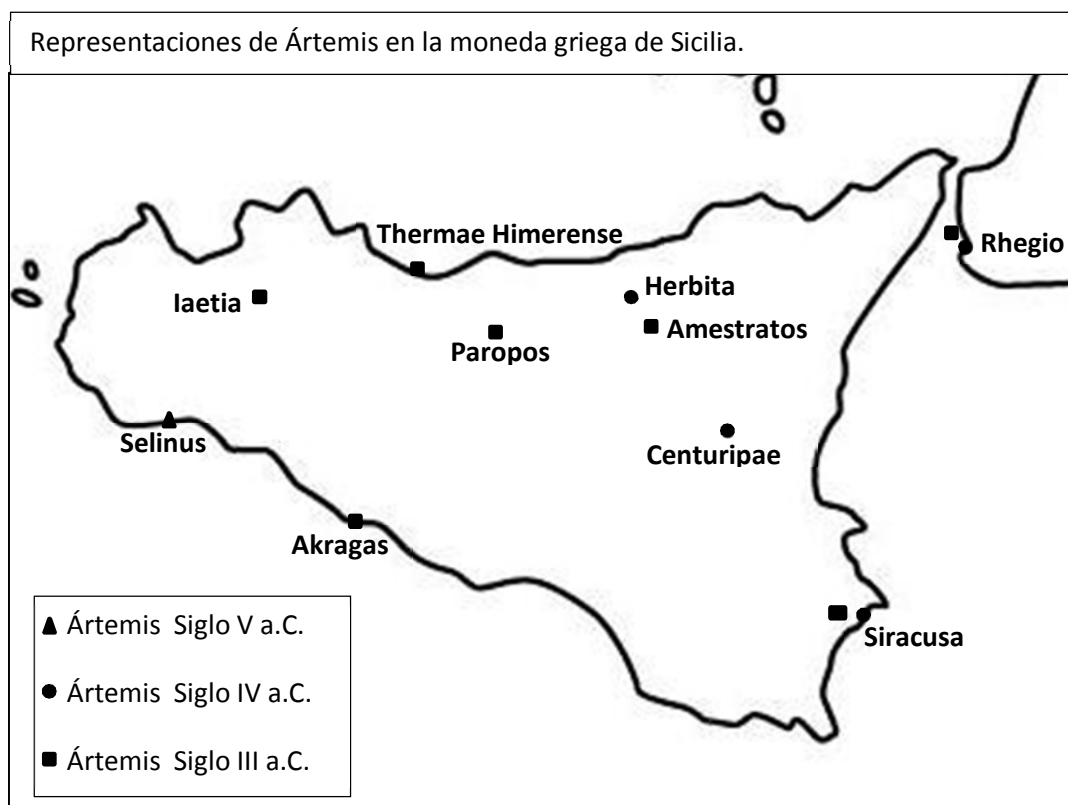 Representaciones de Ártemis en la moneda griega de Sicilia.
Thermae Himerense
Rhegio
Herbita
Iaetia
Amestratos
Paropos
Selinus
Centuripae
Akragas
Ártemis Siglo V a.C.
Siracusa
Ártemis Siglo IV a.C.
Ártemis Siglo III a.C.